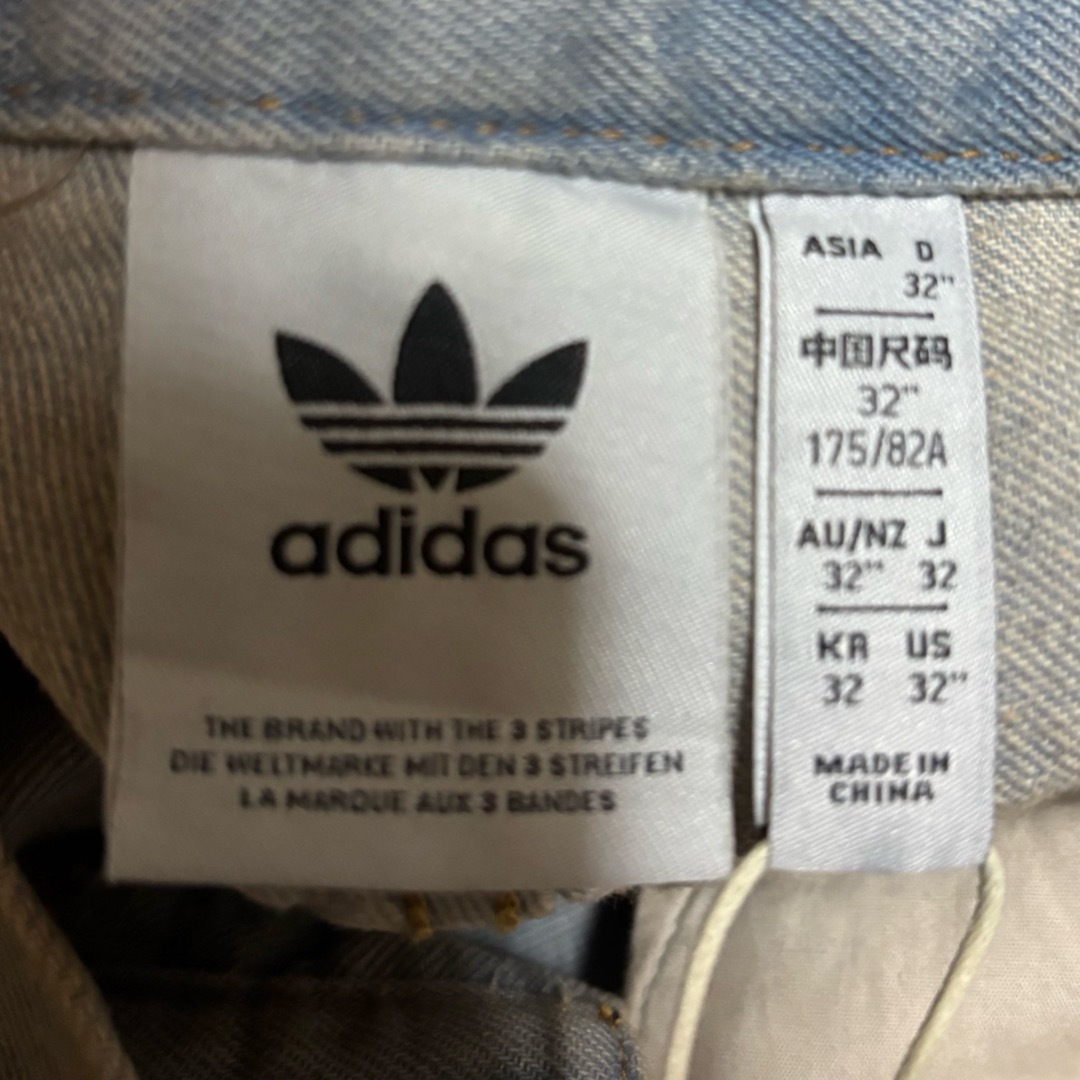 adidas
THE BRAND WITH THE 3 STRIPES
DIE WELTMARKE MIT DEN 3 STREIFEN
LA MARQUE AUX 3 BANDES
ASIA D
32"
中国尺码
32"
175/82A
AU/NZ J
32" 32
KR US
32 32"
MADE IN
CHINA